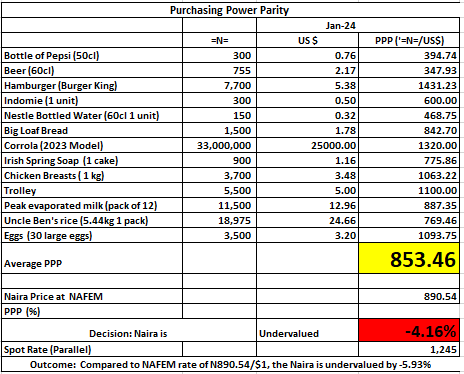 Purchasing Power Parity
Jan-24
=N= US $ PPP ('=N=/US$)
Bottle of Pepsi (50cl) 300 0.76 394.74
Beer (60cl) 755 2.17 347.93
Hamburger (Burger King) 7,700 5.38 1431.23
Indomie (1 unit) 300 0.50 600.00
Nestle Bottled Water (60cl 1 unit) 150 0.32 468.75
Big Loaf Bread 1,500 1.78 842.70
Corrola (2023 Model) 33,000,000 25000.00 1320.00
Irish Spring Soap (1 cake) 900 1.16 775.86
Chicken Breasts ( 1 kg) 3,700 3.48 1063.22
Trolley 5,500 5.00 1100.00
Peak evaporated milk (pack of 12) 11,500 12.96 887.35
Uncle Ben's rice (5.44kg 1 pack) 18,975 24.66 769.46
Eggs (30 large eggs) 3,500 3.20 1093.75
Average PPP 853.46
Naira Price at NAFEM 890.54
PPP (%)
Decision: Naira is Undervalued -4.16%
Spot Rate (Parallel) 1,245
Outcome: Compared to NAFEM rate of N890.54/$1, the Naira is undervalued by -5.93%